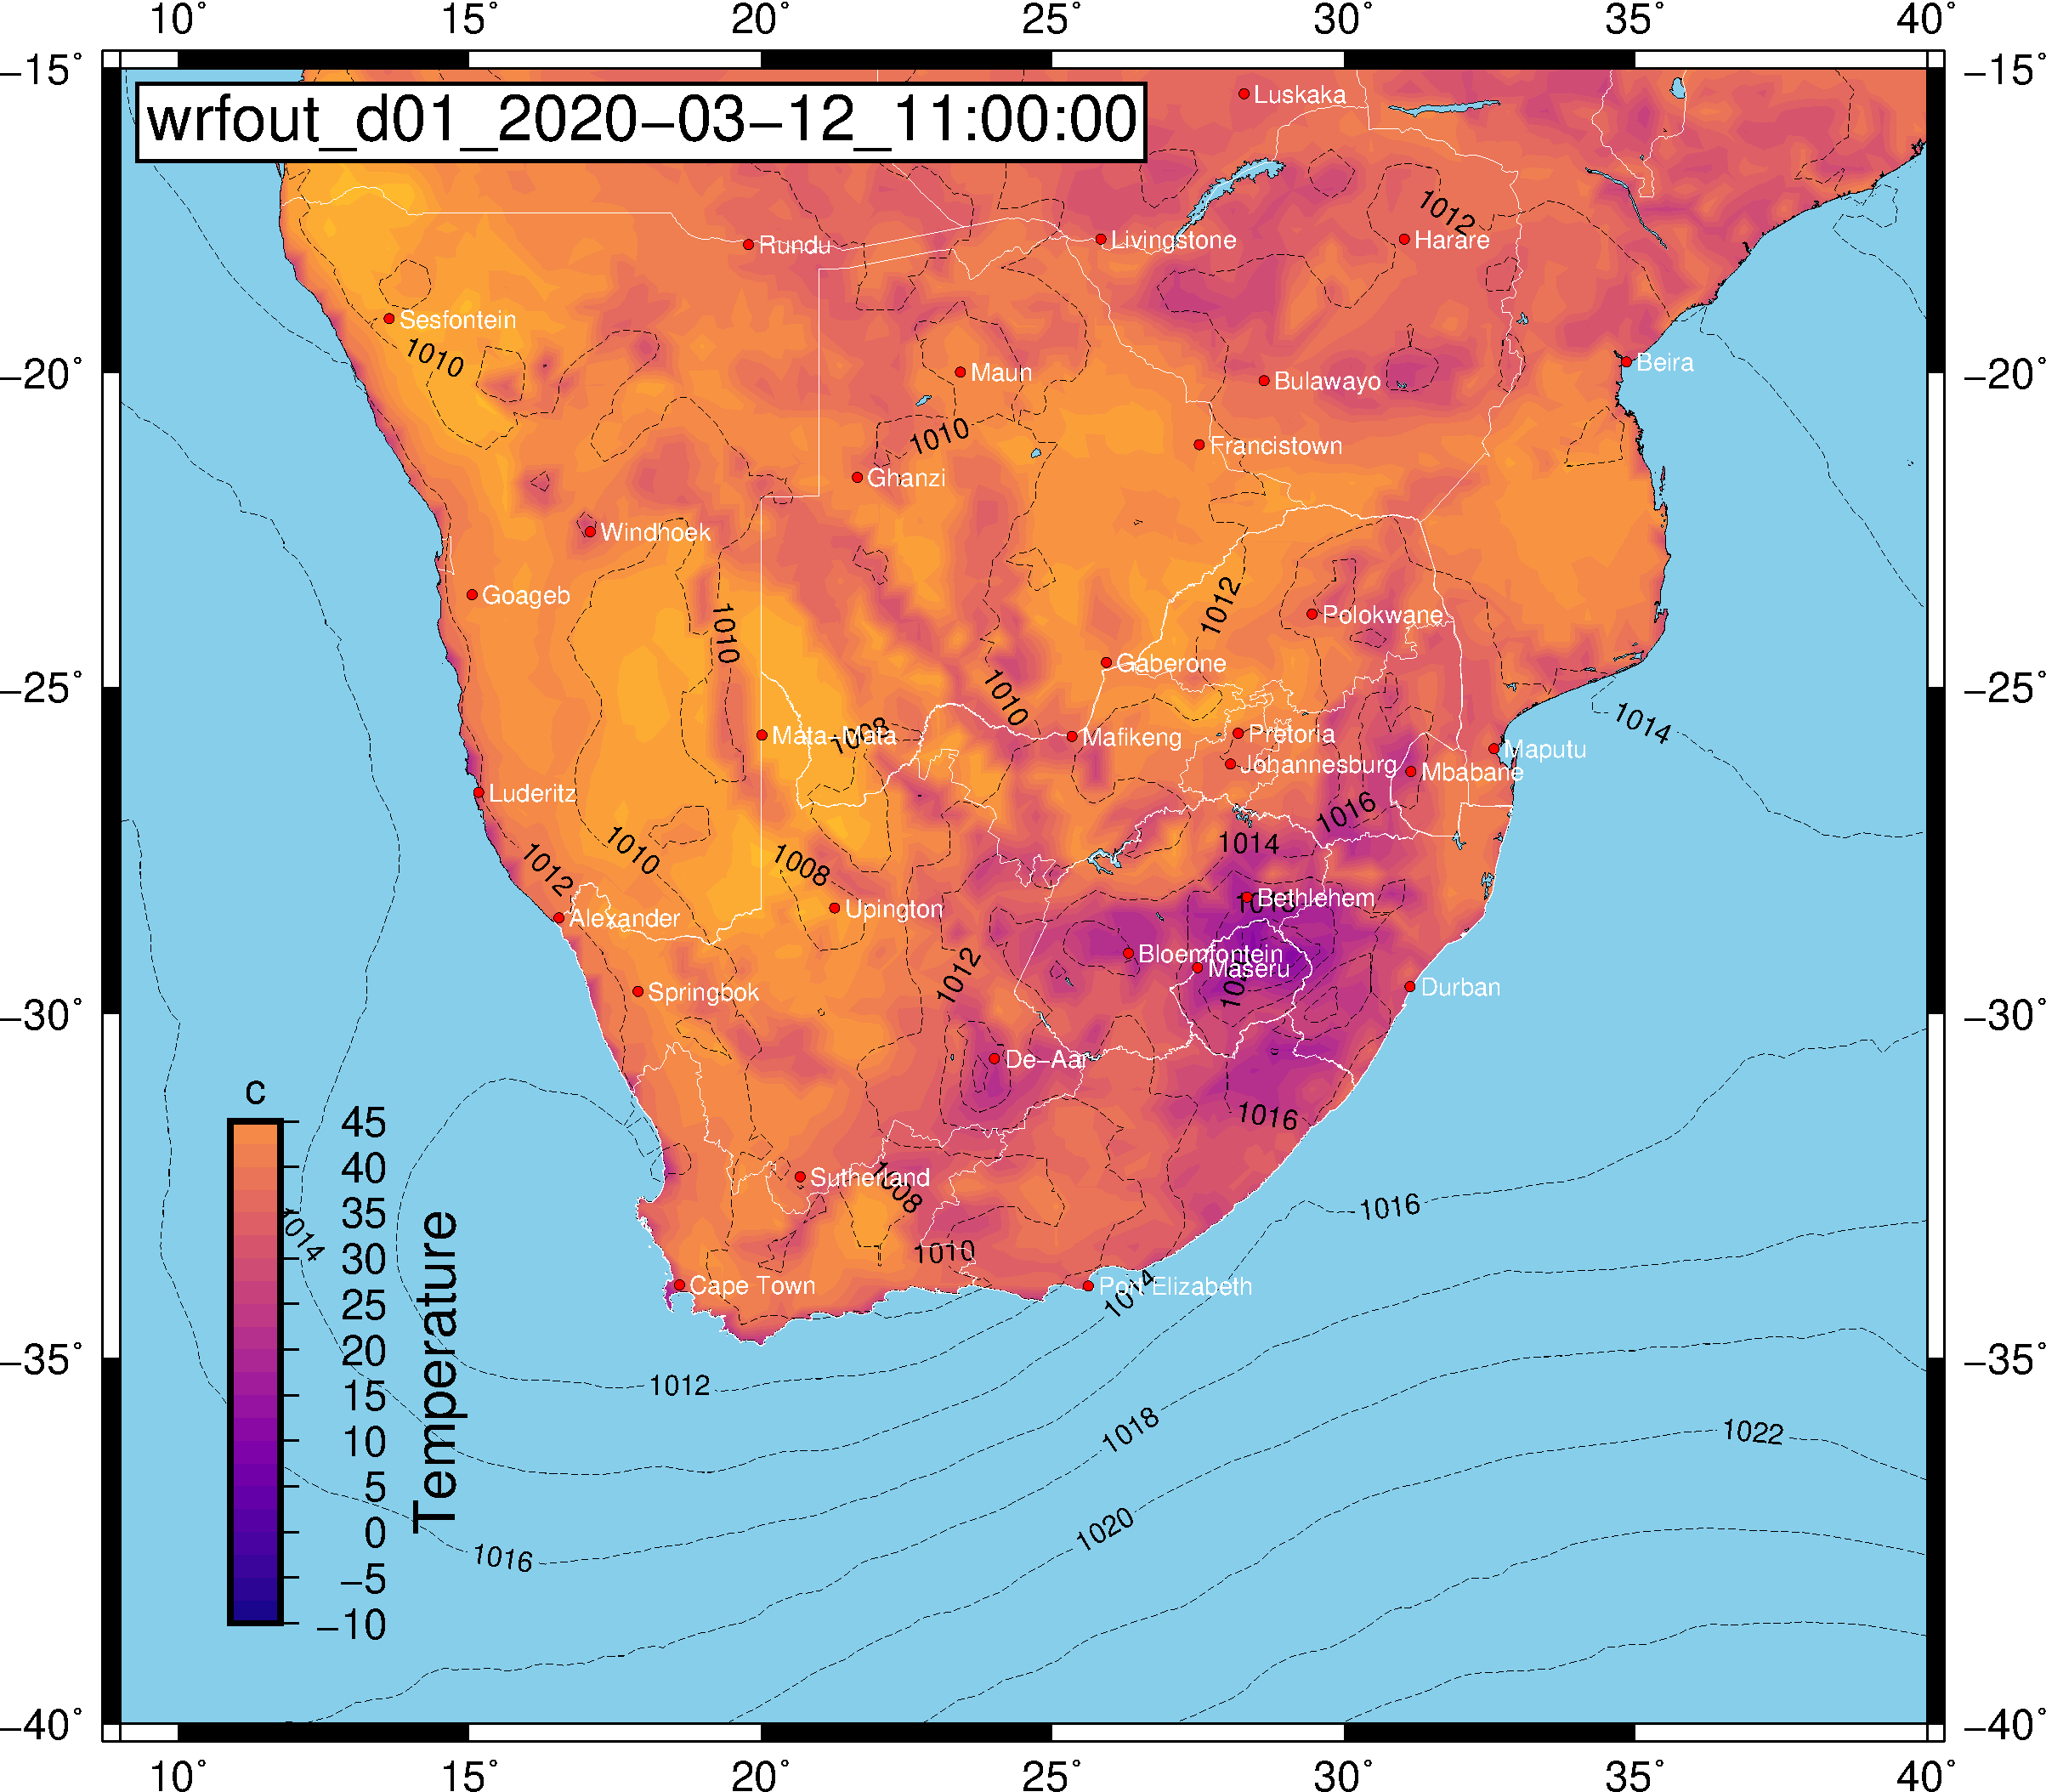 10° 15° 20° 25° 30° 35° 40°
−15° −15°
wrfout_d01_2020−03−12_11:00:00
Luskaka
1012
Rundu
Livingstone
Harare
Sesfontein
1010
Maun
Beira
−20° −20°
Bulawayo
1010
Francistown
Ghanzi
Windhoek
Goageb
1012
Polokwane
1010
Gaberone
−25° −25°
1010
1014
Mata−Mata
1008
Mafikeng
Pretoria
Maputu
Johannesburg
Mbabane
Luderitz
1016
1010
1014
1012
1008
Bethlehem
Alexander
Upington
Bloemfontein
Maseru
1012
Springbok
Durban
−30° −30°
De−Aar
1016
c
45
40
35
30
25
20
15
10
5
0
−5
−10
Temperature
Sutherland
1008
1016
1014
1010
Cape Town
Port Elizabeth
1014
−35° −35°
1012
1018
1022
1020
1016
−40° −40°
10° 15° 20° 25° 30° 35° 40°